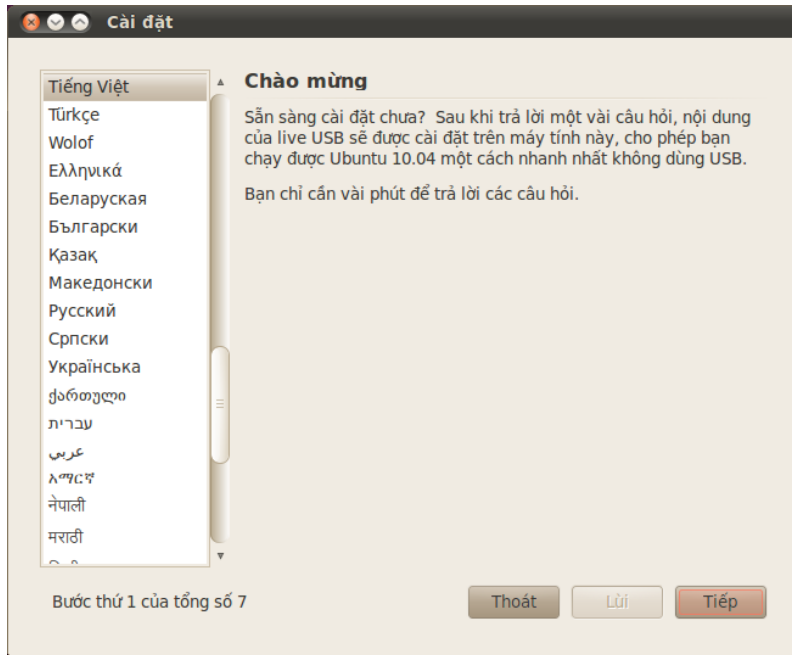 Cài đặt
Tiếng Việt
Türkçe
Wolof
Ελληνικά
Беларуская
Български
Қазақ
Македонски
Русский
Српски
Українська
ქართული
עברית
عربي
አማርኛ
नेपाली
मराठी
Chào mừng
Sẵn sàng cài đặt chưa? Sau khi trả lời một vài câu hỏi, nội dung
của live USB sẽ được cài đặt trên máy tính này, cho phép bạn
chạy được Ubuntu 10.04 một cách nhanh nhất không dùng USB.
Bạn chỉ cần vài phút để trả lời các câu hỏi.
Bước thứ 1 của tổng số 7
Thoát
Lùi
Tiếp